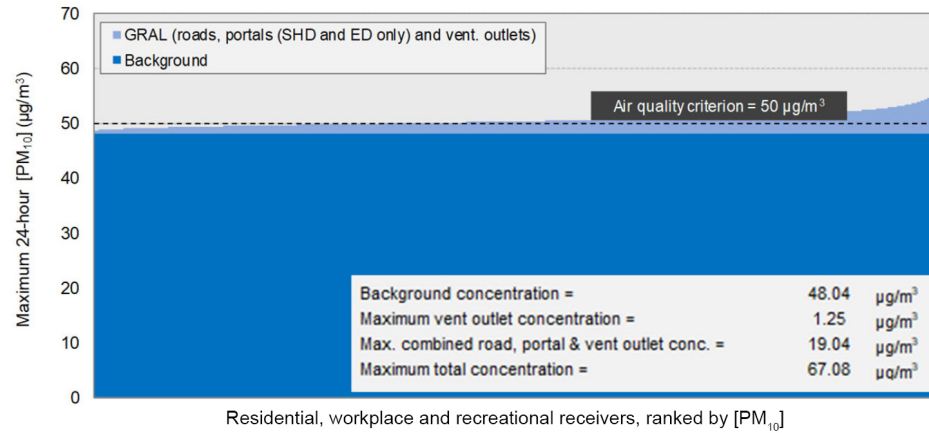 Maximum 24-hour [PM₁₀] (µg/m³)
70
60
50
40
30
20
10
0
GRAL (roads, portals (SHD and ED only) and vent. outlets)
Background
Air quality criterion = 50 µg/m³
Background concentration = 48.04 µg/m³
Maximum vent outlet concentration = 1.25 µg/m³
Max. combined road, portal & vent outlet conc. = 19.04 µg/m³
Maximum total concentration = 67.08 µg/m³
Residential, workplace and recreational receivers, ranked by [PM₁₀]